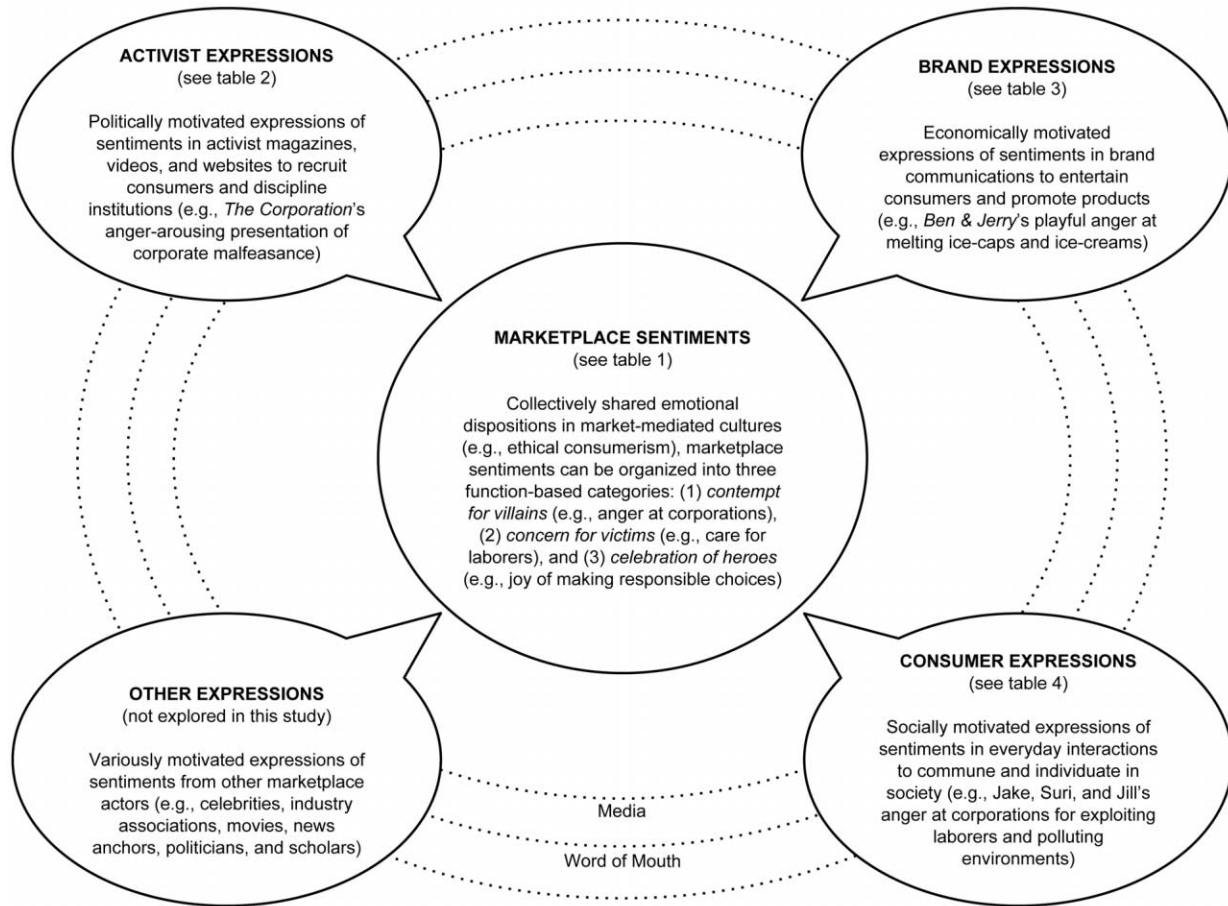 ACTIVIST EXPRESSIONS
(see table 2)
Politically motivated expressions of
sentiments in activist magazines,
videos, and websites to recruit
consumers and discipline
institutions (e.g., The Corporation's
anger-arousing presentation of
corporate malfeasance)
BRAND EXPRESSIONS
(see table 3)
Economically motivated
expressions of sentiments in brand
communications to entertain
consumers and promote products
(e.g., Ben & Jerry's playful anger at
melting ice-caps and ice-creams)
MARKETPLACE SENTIMENTS
(see table 1)
Collectively shared emotional
dispositions in market-mediated cultures
(e.g., ethical consumerism), marketplace
sentiments can be organized into three
function-based categories: (1) contempt
for villains (e.g., anger at corporations),
(2) concern for victims (e.g., care for
laborers), and (3) celebration of heroes
(e.g., joy of making responsible choices)
OTHER EXPRESSIONS
(not explored in this study)
Variously motivated expressions of
sentiments from other marketplace
actors (e.g., celebrities, industry
associations, movies, news
anchors, politicians, and scholars)
Media
Word of Mouth
CONSUMER EXPRESSIONS
(see table 4)
Socially motivated expressions of
sentiments in everyday interactions
to commune and individuate in
society (e.g., Jake, Suri, and Jill's
anger at corporations for exploiting
laborers and polluting
environments)